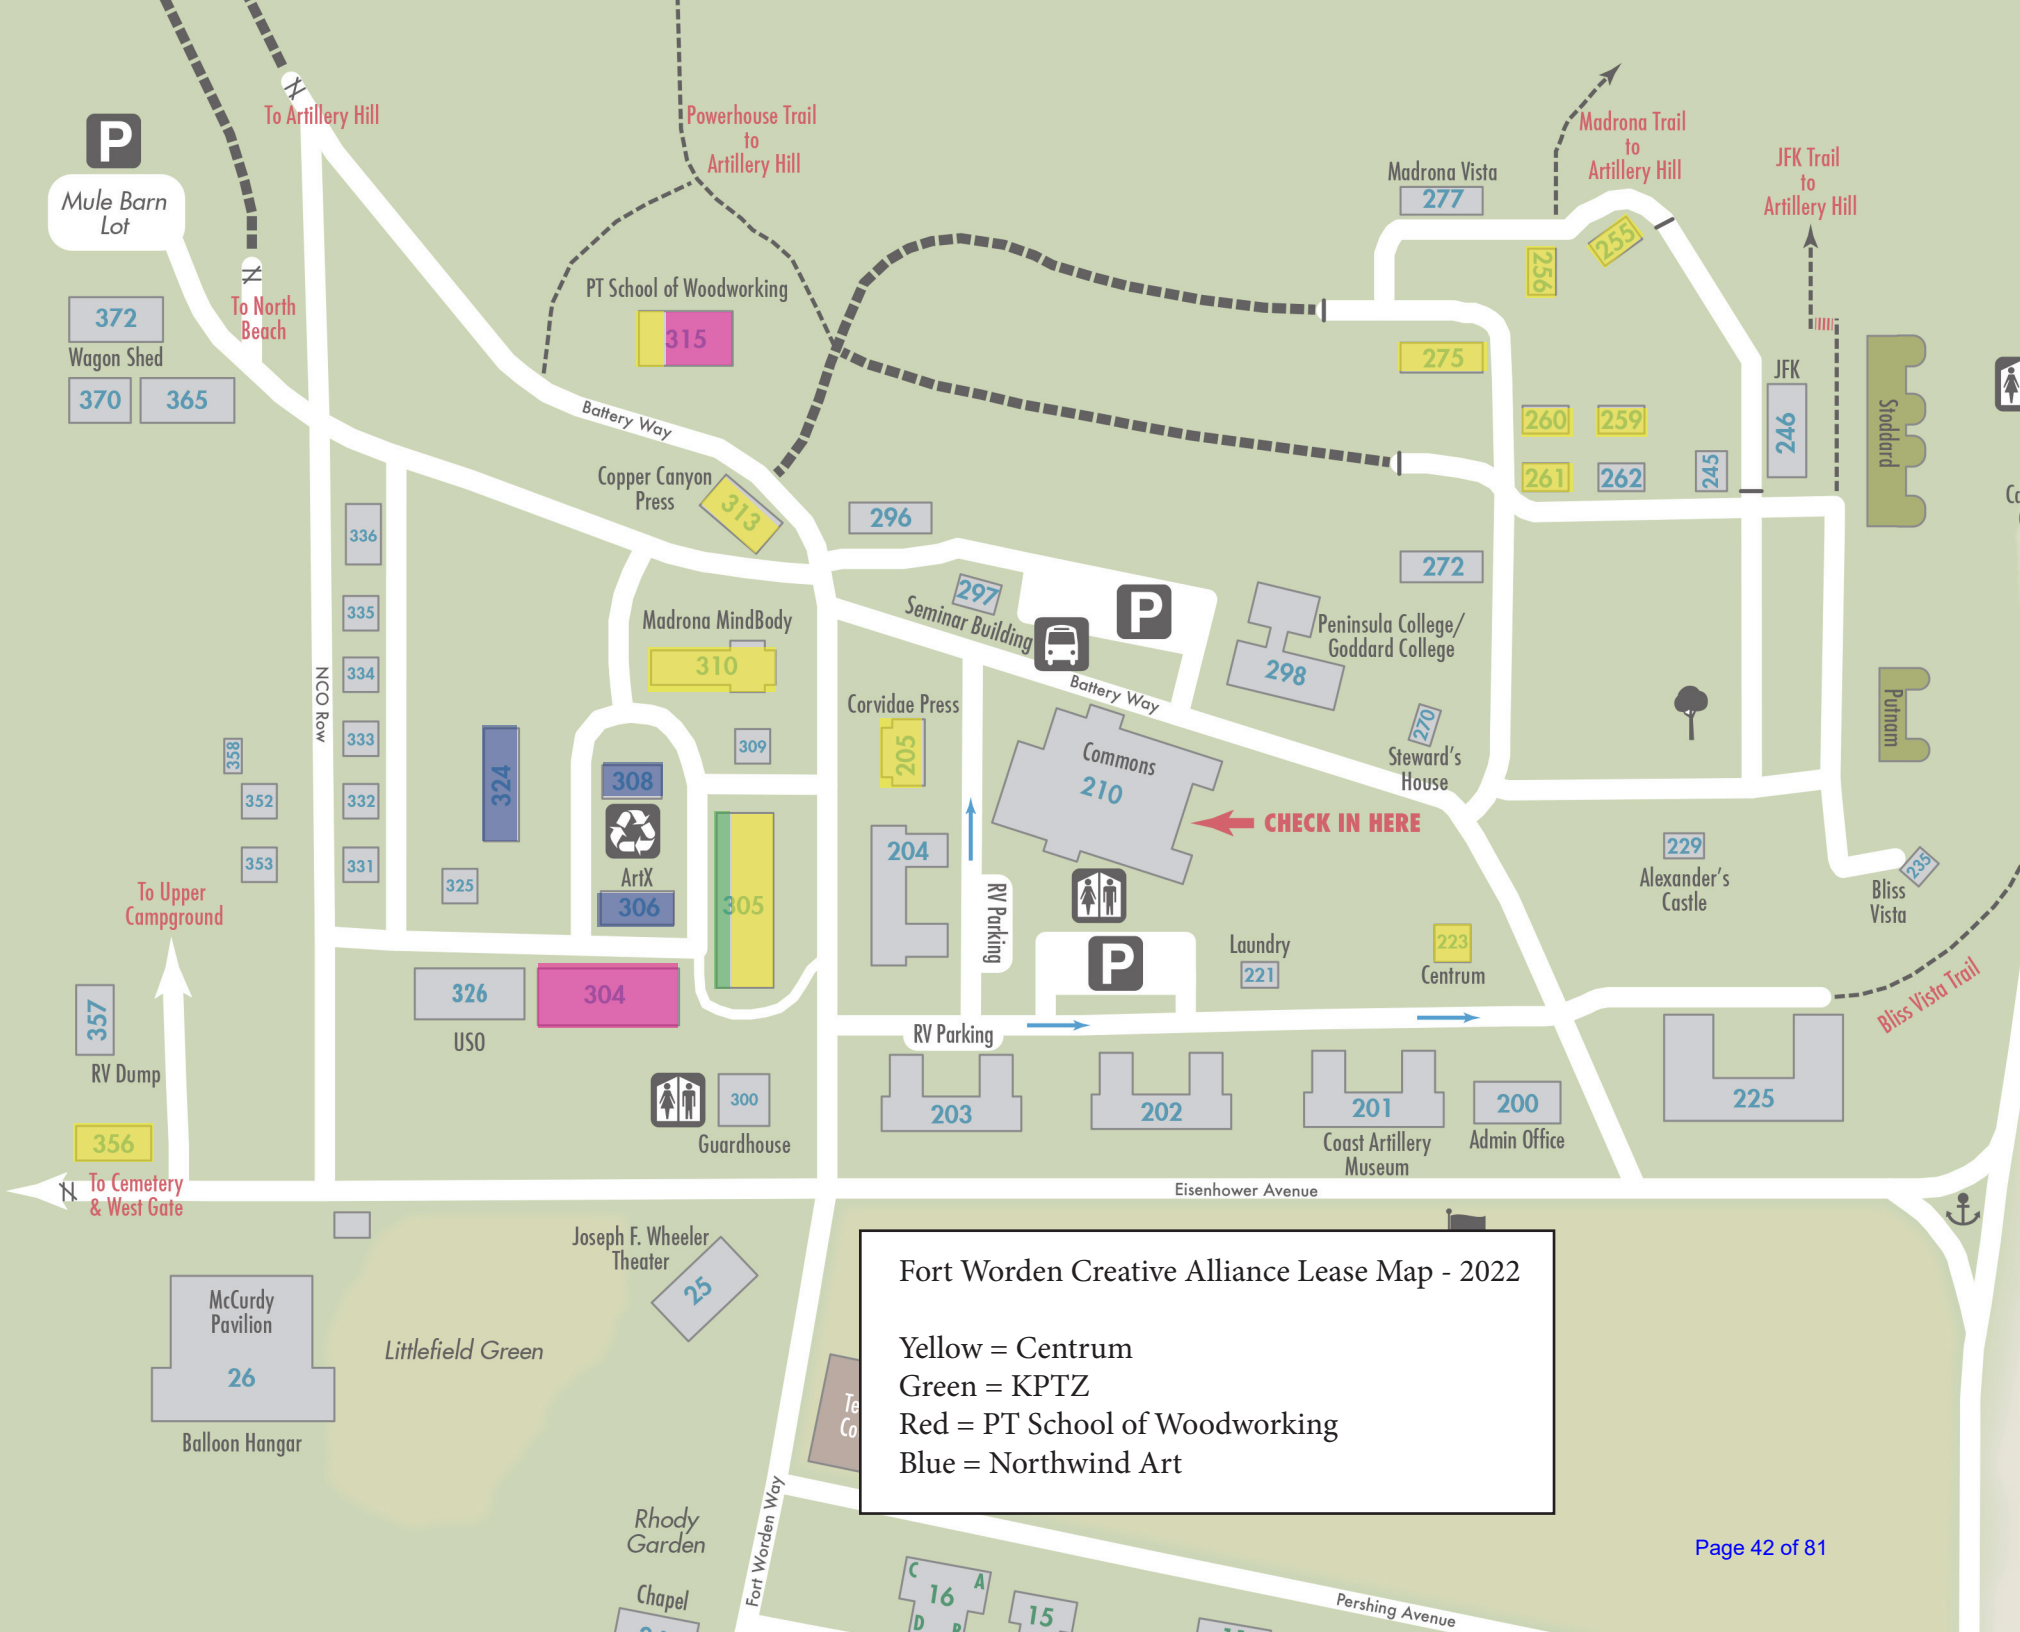 To Artillery Hill
P
Mule Barn
Lot
Powerhouse Trail
to
Artillery Hill
Madrona Trail
to
Artillery Hill
JFK Trail
to
Artillery Hill
Madrona Vista
277
255
256
To North
Beach
372
Wagon Shed
370
365
PT School of Woodworking
315
Battery Way
275
260
259
261
262
245
JFK
246
Stoddard
Copper Canyon
Press
313
296
336
335
334
333
332
331
NCO Row
358
352
353
272
297
Seminar Building
P
Peninsula College/
Goddard College
298
Battery Way
Madrona MindBody
310
309
Corvidae Press
205
270
Steward's
House
Putnam
324
308
ArtX
306
325
305
204
Commons
210
CHECK IN HERE
RV Parking
P
Laundry
221
223
Centrum
229
Alexander's
Castle
235
Bliss
Vista
Bliss Vista Trail
To Upper
Campground
357
RV Dump
356
To Cemetery
& West Gate
326
USO
304
300
Guardhouse
RV Parking
203
202
201
Coast Artillery
Museum
200
Admin Office
225
Eisenhower Avenue
McCurdy
Pavilion
26
Balloon Hangar
Littlefield Green
Joseph F. Wheeler
Theater
25
Te
Co
Fort Worden Creative Alliance Lease Map - 2022
Yellow = Centrum
Green = KPTZ
Red = PT School of Woodworking
Blue = Northwind Art
Rhody
Garden
Fort Worden Way
Chapel
C
A
16
D
15
Pershing Avenue
Page 42 of 81